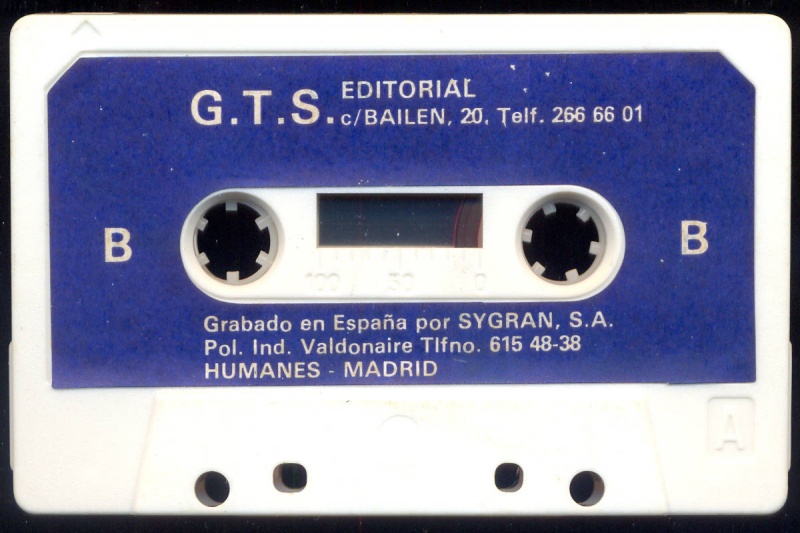 EDITORIAL
G.T.S. c/BAILEN, 20. Telf. 266 66 01
B B
100 50 0
Grabado en España por SYGRAN, S.A.
Pol. Ind. Valdonaire Tlfno. 615 48-38
HUMANES - MADRID
A